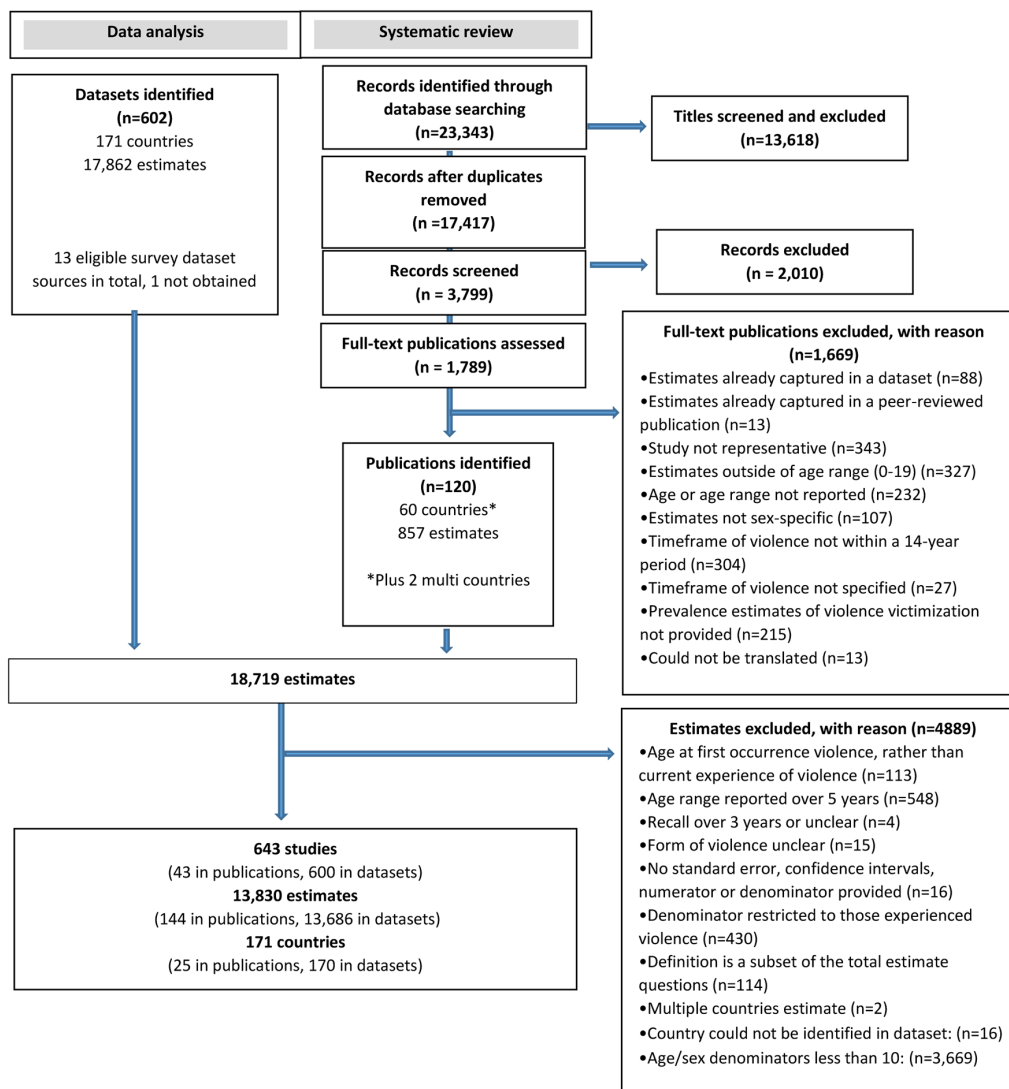 Data analysis
Systematic review
Datasets identified
(n=602)
171 countries
17,862 estimates
13 eligible survey dataset
sources in total, 1 not obtained
Records identified through
database searching
(n=23,343)
Titles screened and excluded
(n=13,618)
Records after duplicates
removed
(n =17,417)
Records screened
(n = 3,799)
Records excluded
(n = 2,010)
Full-text publications assessed
(n = 1,789)
Full-text publications excluded, with reason
(n=1,669)
•Estimates already captured in a dataset (n=88)
•Estimates already captured in a peer-reviewed
publication (n=13)
•Study not representative (n=343)
•Estimates outside of age range (0-19) (n=327)
•Age or age range not reported (n=232)
•Estimates not sex-specific (n=107)
•Timeframe of violence not within a 14-year
period (n=304)
•Timeframe of violence not specified (n=27)
•Prevalence estimates of violence victimization
not provided (n=215)
•Could not be translated (n=13)
Publications identified
(n=120)
60 countries*
857 estimates
*Plus 2 multi countries
18,719 estimates
Estimates excluded, with reason (n=4889)
•Age at first occurrence violence, rather than
current experience of violence (n=113)
•Age range reported over 5 years (n=548)
•Recall over 3 years or unclear (n=4)
•Form of violence unclear (n=15)
•No standard error, confidence intervals,
numerator or denominator provided (n=16)
•Denominator restricted to those experienced
violence (n=430)
•Definition is a subset of the total estimate
questions (n=114)
•Multiple countries estimate (n=2)
•Country could not be identified in dataset: (n=16)
•Age/sex denominators less than 10: (n=3,669)
643 studies
(43 in publications, 600 in datasets)
13,830 estimates
(144 in publications, 13,686 in datasets)
171 countries
(25 in publications, 170 in datasets)